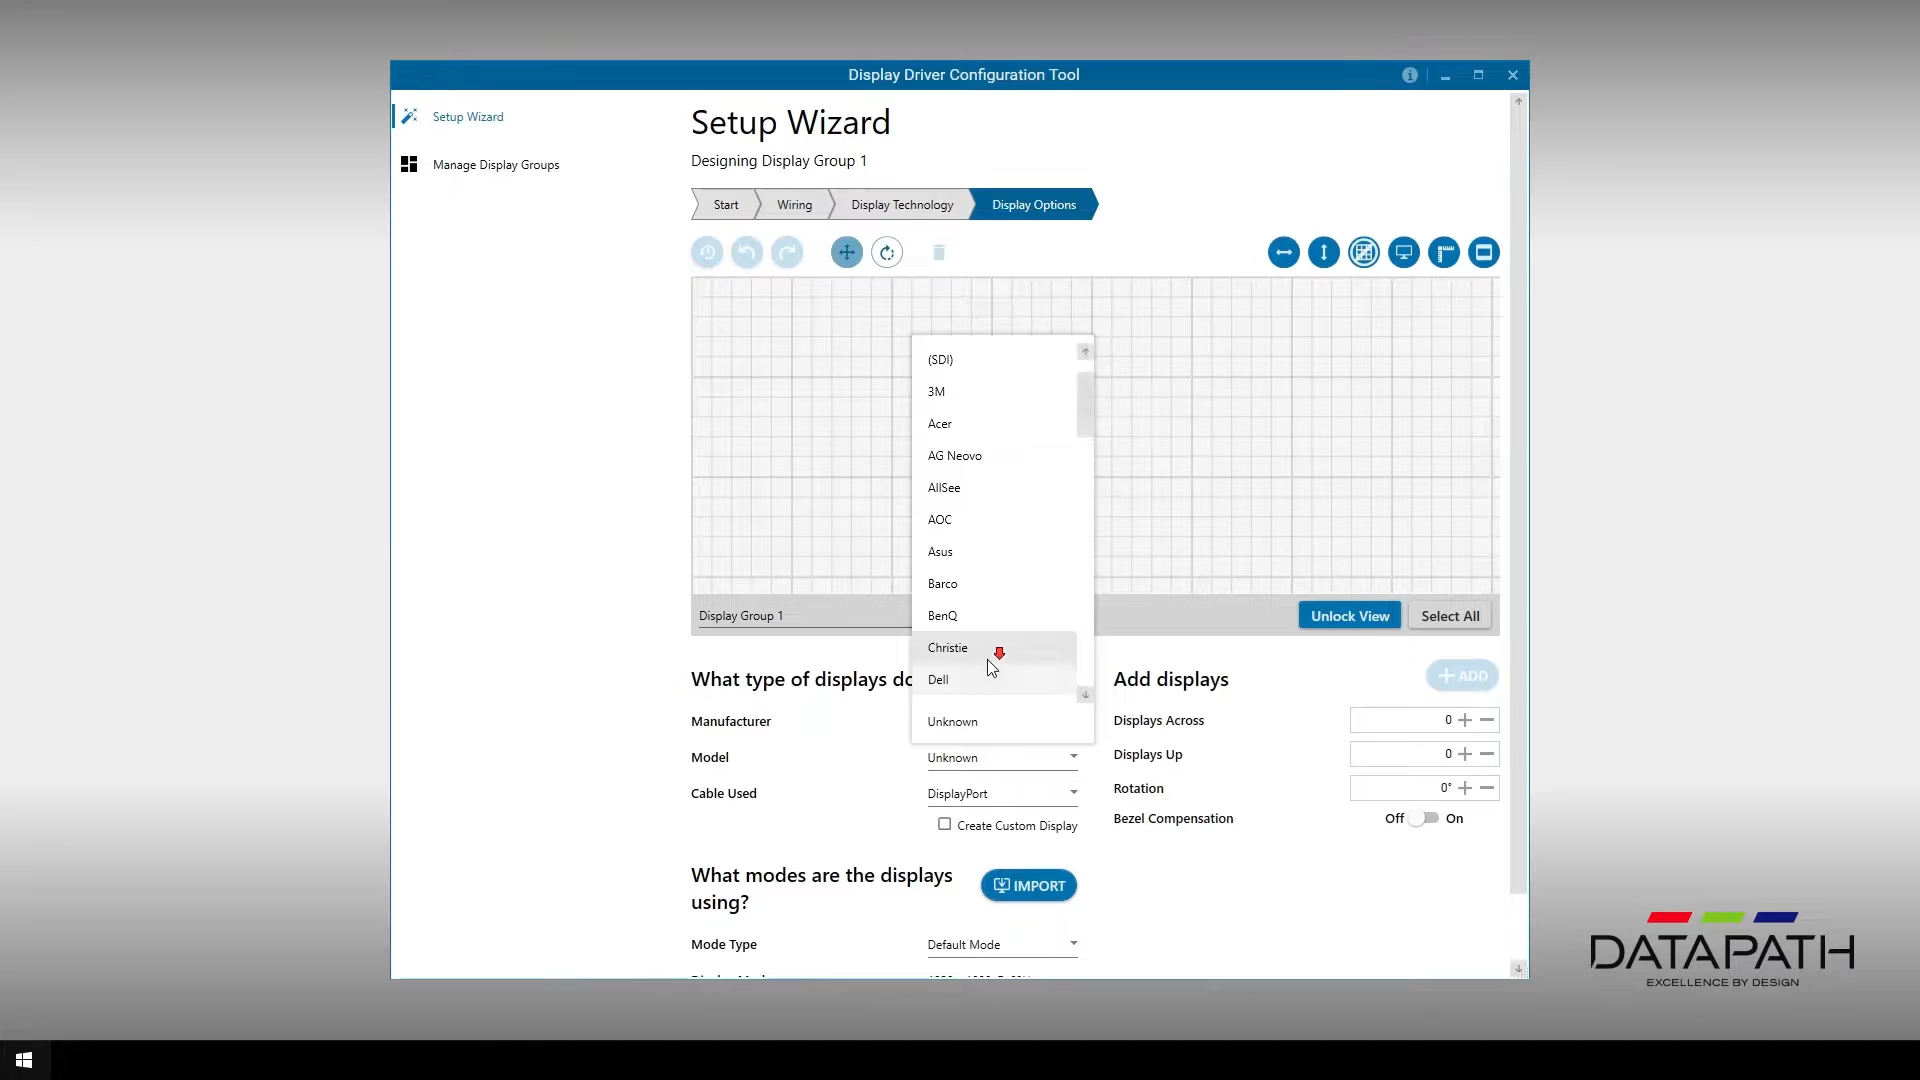 Display Driver Configuration Tool
Setup Wizard
Manage Display Groups
Setup Wizard
Designing Display Group 1
Start
Wiring
Display Technology
Display Options
(SDI)
3M
Acer
AG Neovo
AllSee
AOC
Asus
Barco
BenQ
Christie
Dell
Unknown
Display Group 1
Unlock View
Select All
What type of displays do
Manufacturer
Model
Unknown
Cable Used
DisplayPort
Create Custom Display
What modes are the displays
using?
IMPORT
Mode Type
Default Mode
Add displays
ADD
Displays Across
0
Displays Up
0
Rotation
0°
Bezel Compensation
Off
On
DATAPATH
EXCELLENCE BY DESIGN